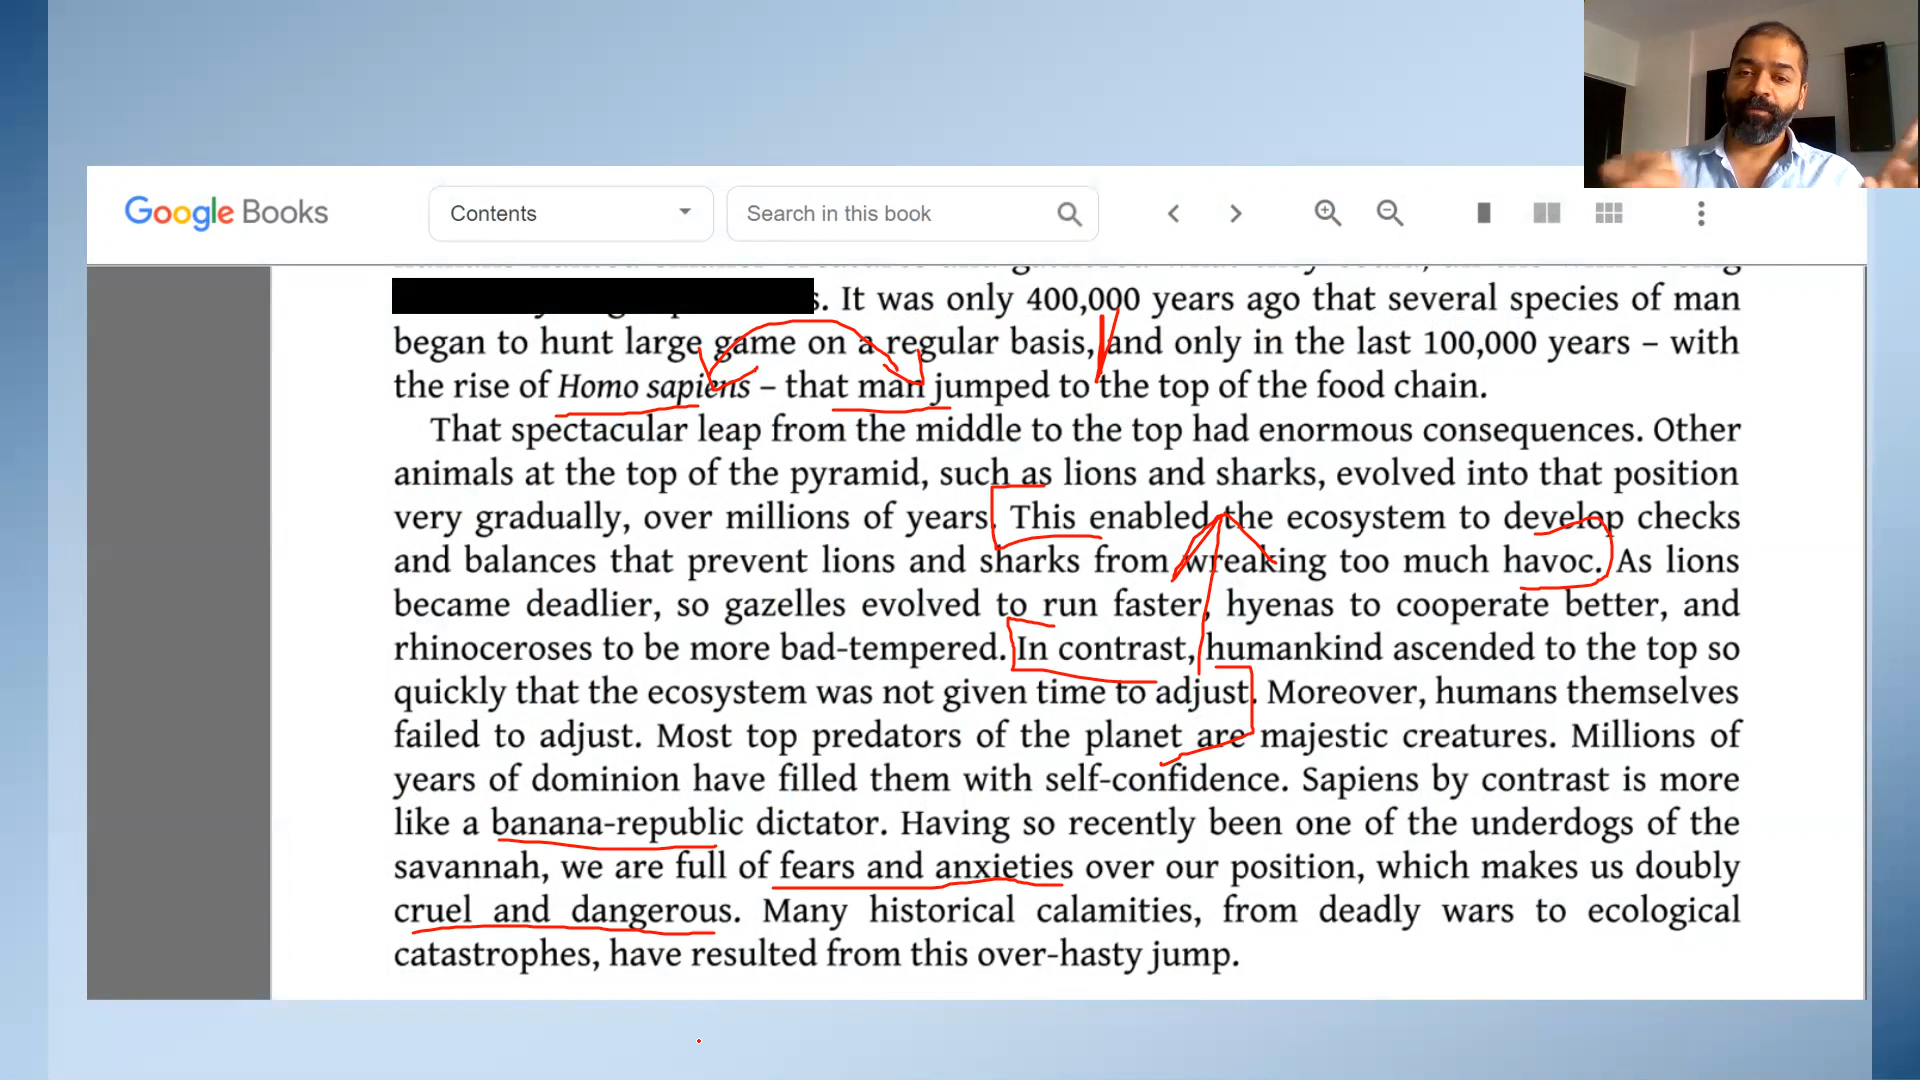 Google Books
Contents
Search in this book
s. It was only 400,000 years ago that several species of man
began to hunt large game on a regular basis, and only in the last 100,000 years – with
the rise of Homo sapiens – that man jumped to the top of the food chain.
That spectacular leap from the middle to the top had enormous consequences. Other
animals at the top of the pyramid, such as lions and sharks, evolved into that position
very gradually, over millions of years. This enabled the ecosystem to develop checks
and balances that prevent lions and sharks from wreaking too much havoc. As lions
became deadlier, so gazelles evolved to run faster, hyenas to cooperate better, and
rhinoceroses to be more bad-tempered. In contrast, humankind ascended to the top so
quickly that the ecosystem was not given time to adjust. Moreover, humans themselves
failed to adjust. Most top predators of the planet are majestic creatures. Millions of
years of dominion have filled them with self-confidence. Sapiens by contrast is more
like a banana-republic dictator. Having so recently been one of the underdogs of the
savannah, we are full of fears and anxieties over our position, which makes us doubly
cruel and dangerous. Many historical calamities, from deadly wars to ecological
catastrophes, have resulted from this over-hasty jump.